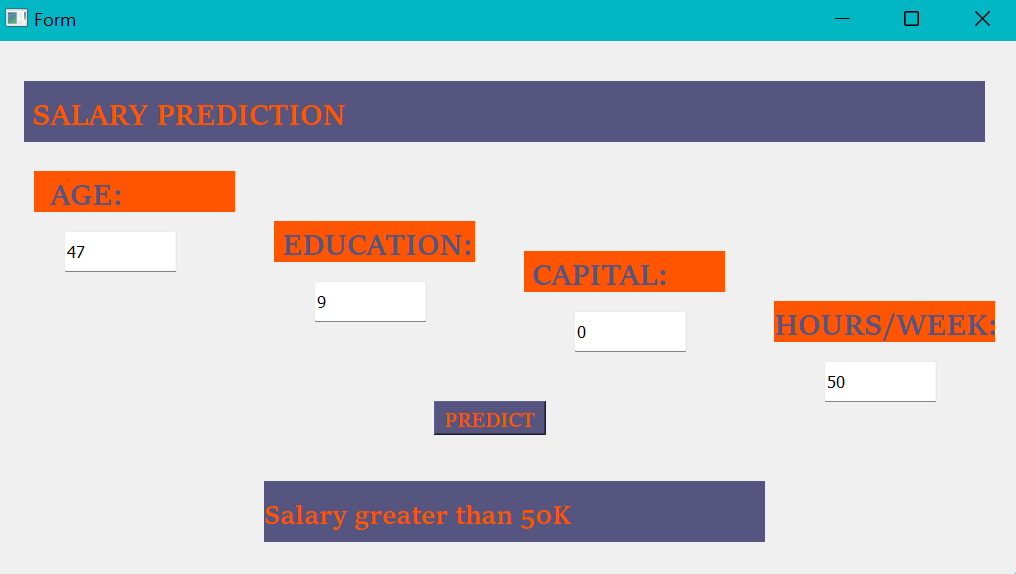 Form
SALARY PREDICTION
AGE:
47
EDUCATION:
9
CAPITAL:
0
HOURS/WEEK:
50
PREDICT
Salary greater than 50K